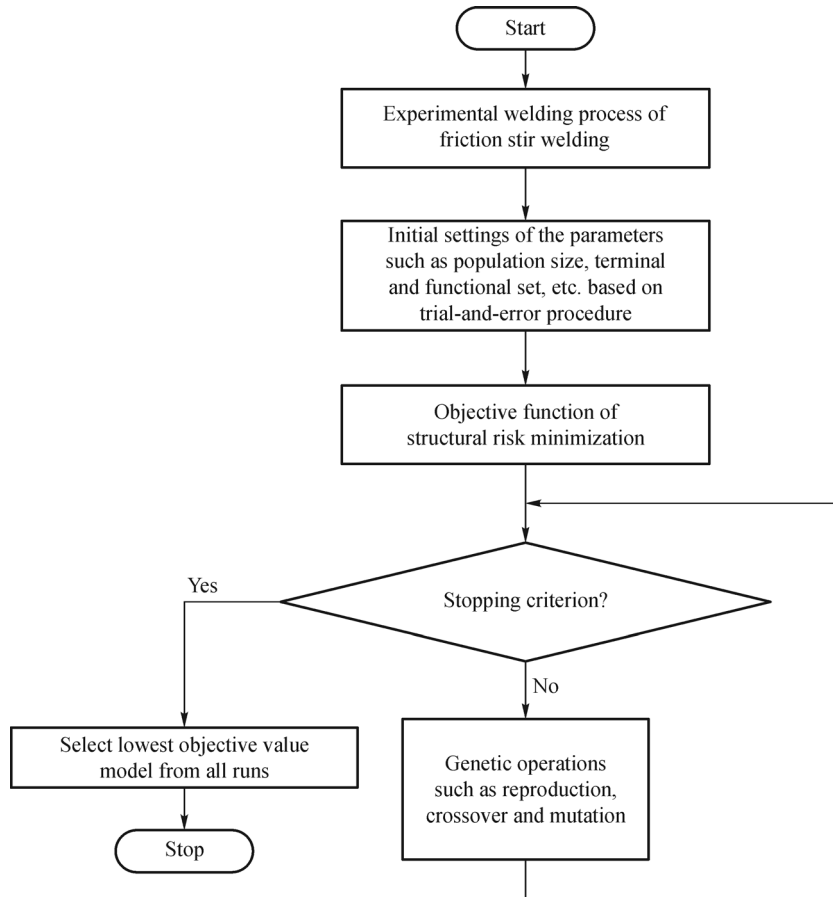 Start
Experimental welding process of
friction stir welding
Initial settings of the parameters
such as population size, terminal
and functional set, etc. based on
trial-and-error procedure
Objective function of
structural risk minimization
Stopping criterion?
Yes
No
Select lowest objective value
model from all runs
Genetic operations
such as reproduction,
crossover and mutation
Stop